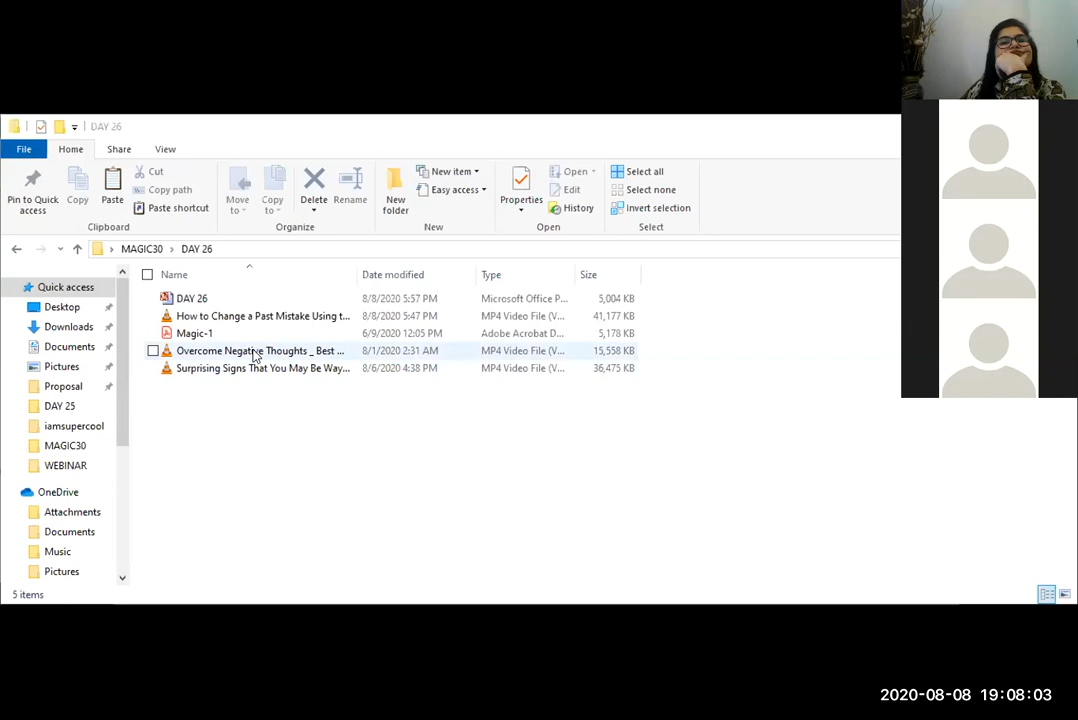 DAY 26
File Home Share View
Pin to Quick access
Copy
Paste
Cut
Copy path
Paste shortcut
Clipboard
Move to
Copy to
Delete
Rename
Organize
New folder
New item
Easy access
New
Properties
Open
Edit
History
Open
Select all
Select none
Invert selection
Select
MAGIC30 > DAY 26
Name Date modified Type Size
DAY 26 8/8/2020 5:57 PM Microsoft Office P... 5,004 KB
How to Change a Past Mistake Using t... 8/8/2020 5:47 PM MP4 Video File (V... 41,177 KB
Magic-1 6/9/2020 12:05 PM Adobe Acrobat D... 5,178 KB
Overcome Negative Thoughts _ Best ... 8/1/2020 2:31 AM MP4 Video File (V... 15,558 KB
Surprising Signs That You May Be Way... 8/6/2020 4:38 PM MP4 Video File (V... 36,475 KB
Quick access
Desktop
Downloads
Documents
Pictures
Proposal
DAY 25
iamsupercool
MAGIC30
WEBINAR
OneDrive
Attachments
Documents
Music
Pictures
5 items
2020-08-08 19:08:03